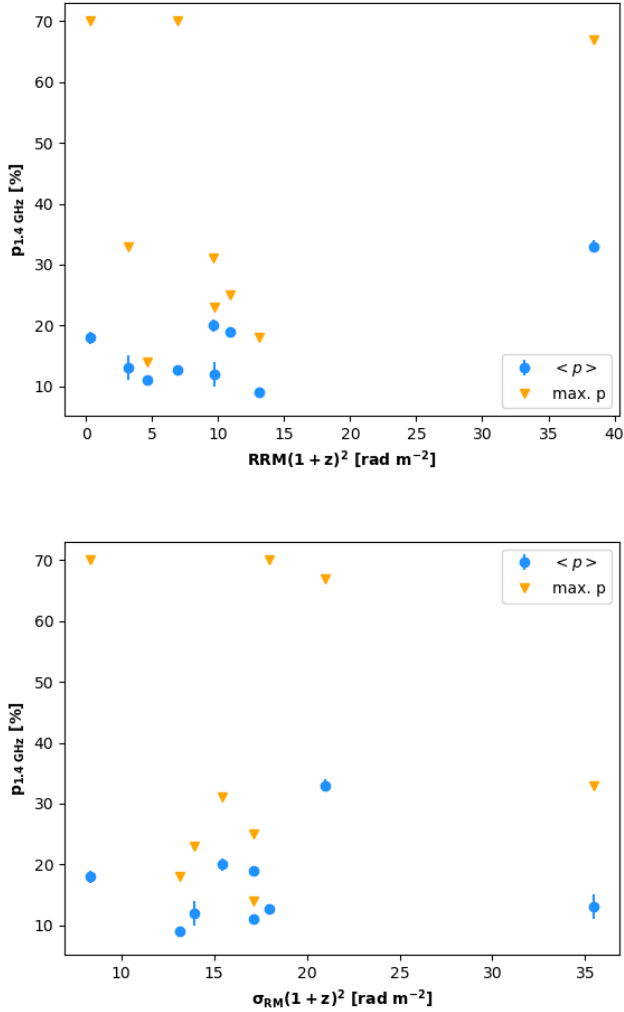 70
60
50
40
30
20
10
p1.4 GHz [%]
<p>
max. p
0 5 10 15 20 25 30 35 40
RRM(1 + z)² [rad m⁻²]
<p>
max. p
70
60
50
40
30
20
10
p1.4 GHz [%]
10 15 20 25 30 35
σRM(1 + z)² [rad m⁻²]